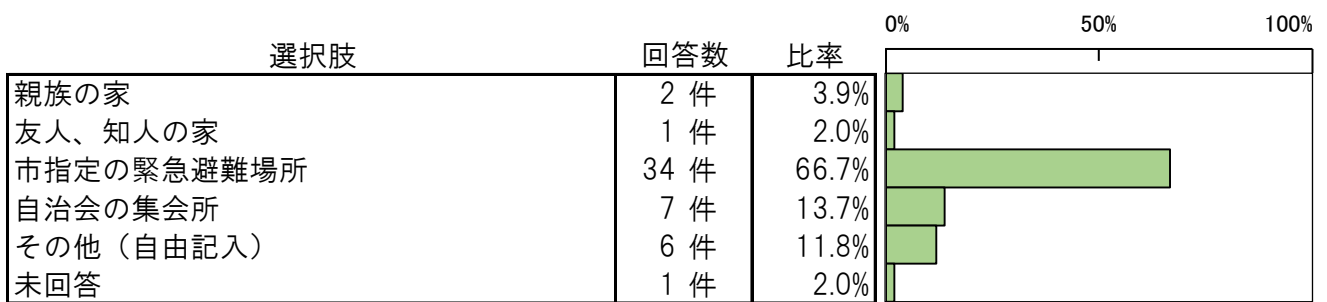 0% 50% 100%
選択肢 回答数 比率
親族の家 2 件 3.9%
友人、知人の家 1 件 2.0%
市指定の緊急避難場所 34 件 66.7%
自治会の集会所 7 件 13.7%
その他（自由記入） 6 件 11.8%
未回答 1 件 2.0%